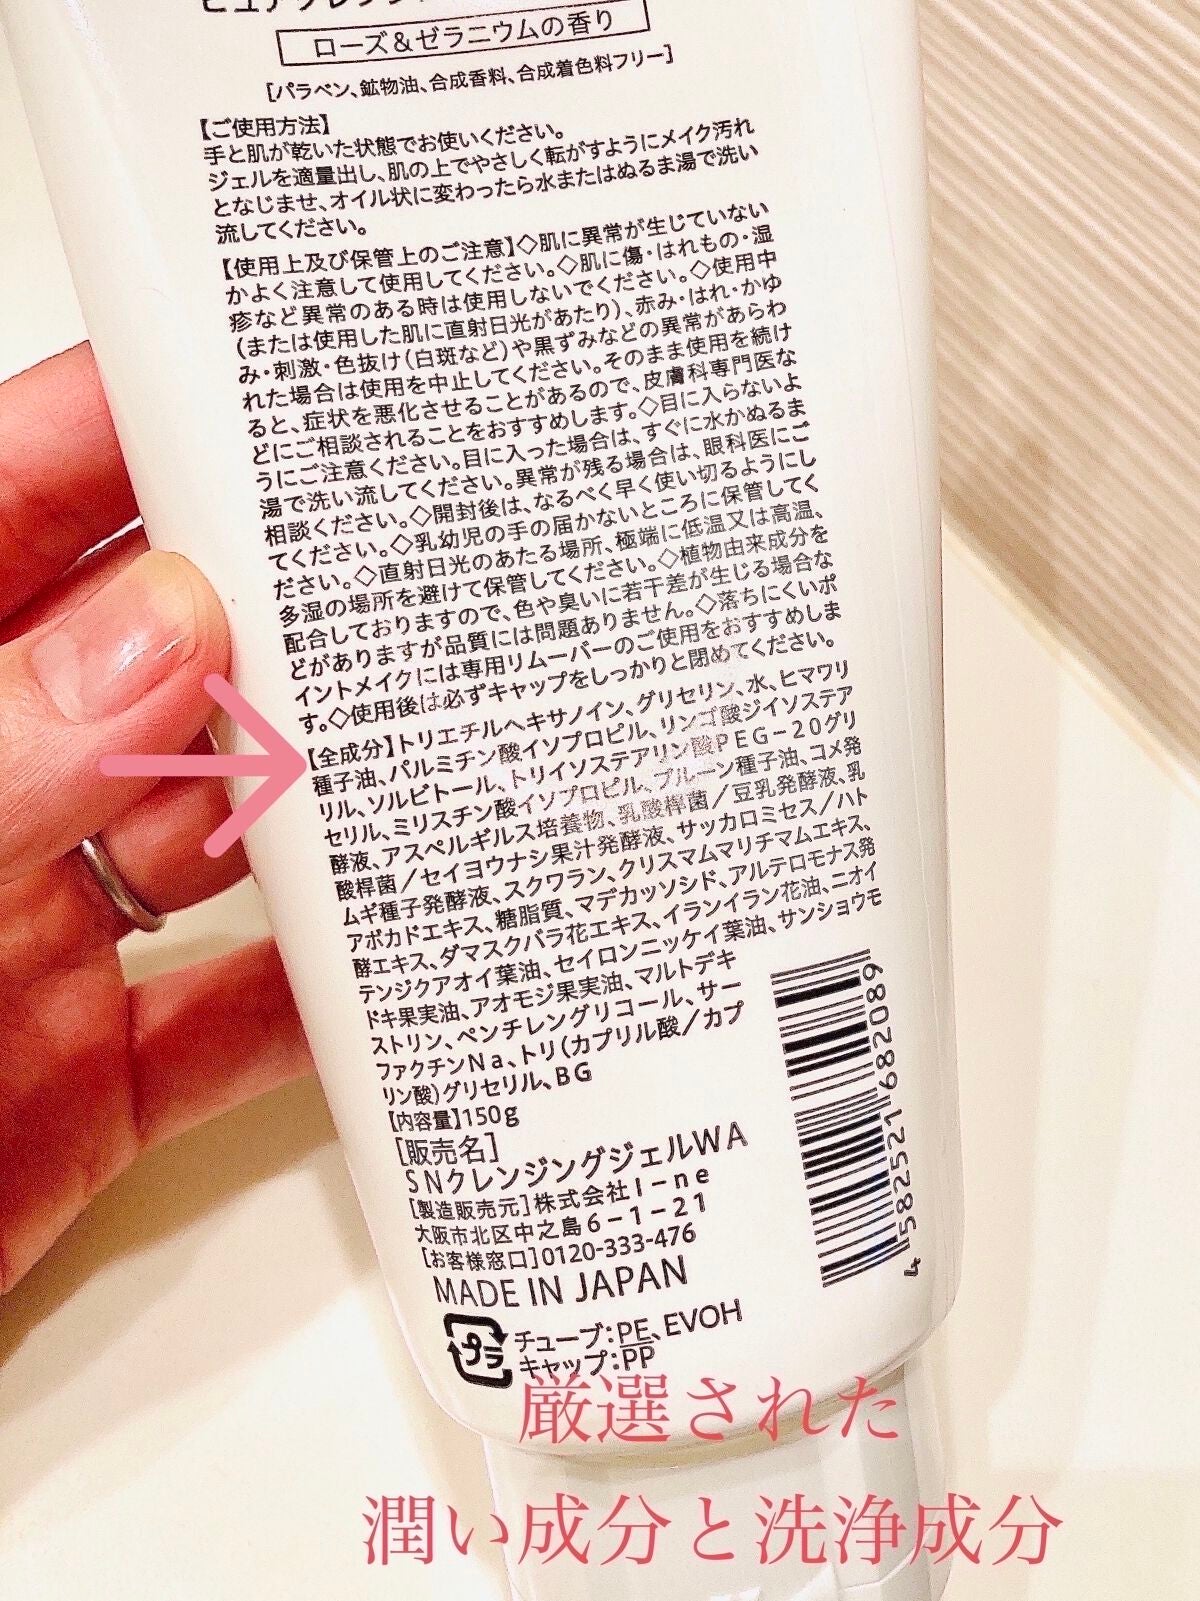 ローズ&ゼラニウムの香り
[パラベン、鉱物油、合成香料、合成着色料フリー]
【ご使用方法】
手と肌が乾いた状態でお使いください。
ジェルを適量出し、肌の上でやさしく転がすようにメイク汚れ
となじませ、オイル状に変わったら水またはぬるま湯で洗い
流してください。
【使用上及び保管上のご注意】◇肌に異常が生じていない
かよく注意して使用してください。◇肌に傷・はれもの・湿
疹など異常のある時は使用しないでください。◇使用中
(または使用した肌に直射日光があたり)、赤み・はれ・かゆ
み・刺激・色抜け(白斑など)や黒ずみなどの異常があらわ
れた場合は使用を中止してください。そのまま使用を続け
ると、症状を悪化させることがあるので、皮膚科専門医な
どにご相談されることをおすすめします。◇目に入らないよ
うにご注意ください。目に入った場合は、すぐに水かぬるま
湯で洗い流してください。異常が残る場合は、眼科医にご
相談ください。◇開封後は、なるべく早く使い切るようにし
てください。◇乳幼児の手の届かないところに保管してく
ださい。◇直射日光のあたる場所、極端に低温又は高温、
多湿の場所を避けて保管してください。◇植物由来成分を
配合しておりますので、色や臭いに若干差が生じる場合な
どがありますが品質には問題ありません。◇落ちにくいポ
イントメイクには専用リムーバーのご使用をおすすめしま
す。◇使用後は必ずキャップをしっかりと閉めてください。
【全成分】トリエチルヘキサノイン、グリセリン、水、ヒマワリ
種子油、パルミチン酸イソプロピル、リンゴ酸ジイソステア
リル、ソルビトール、トリイソステアリン酸PEG-20グリ
セリル、ミリスチン酸イソプロピル、プルーン種子油、コメ発
酵液、アスペルギルス培養物、乳酸桿菌/豆乳発酵液、乳
酸桿菌/セイヨウナシ果汁発酵液、サッカロミセス/ハト
ムギ種子発酵液、スクワラン、クリスマムマリチマムエキス、
アボカドエキス、糖脂質、マデカッソシド、アルテロモナス発
酵エキス、ダマスクバラ花エキス、イランイラン花油、ニオイ
テンジクアオイ葉油、セイロンニッケイ葉油、サンショウモ
ドキ果実油、アオモジ果実油、マルトデキ
ストリン、ペンチレングリコール、サー
ファクチンNa、トリ(カプリル酸/カプ
リン酸)グリセリル、BG
【内容量】150g
[販売名]
SNクレンジングジェルWA
[製造販売元]株式会社I-ne
大阪市北区中之島6-1-21
[お客様窓口]0120-333-476
MADE IN JAPAN
プラ
チューブ:PE、EVOH
キャップ:PP
4582521682089
厳選された
潤い成分と洗浄成分